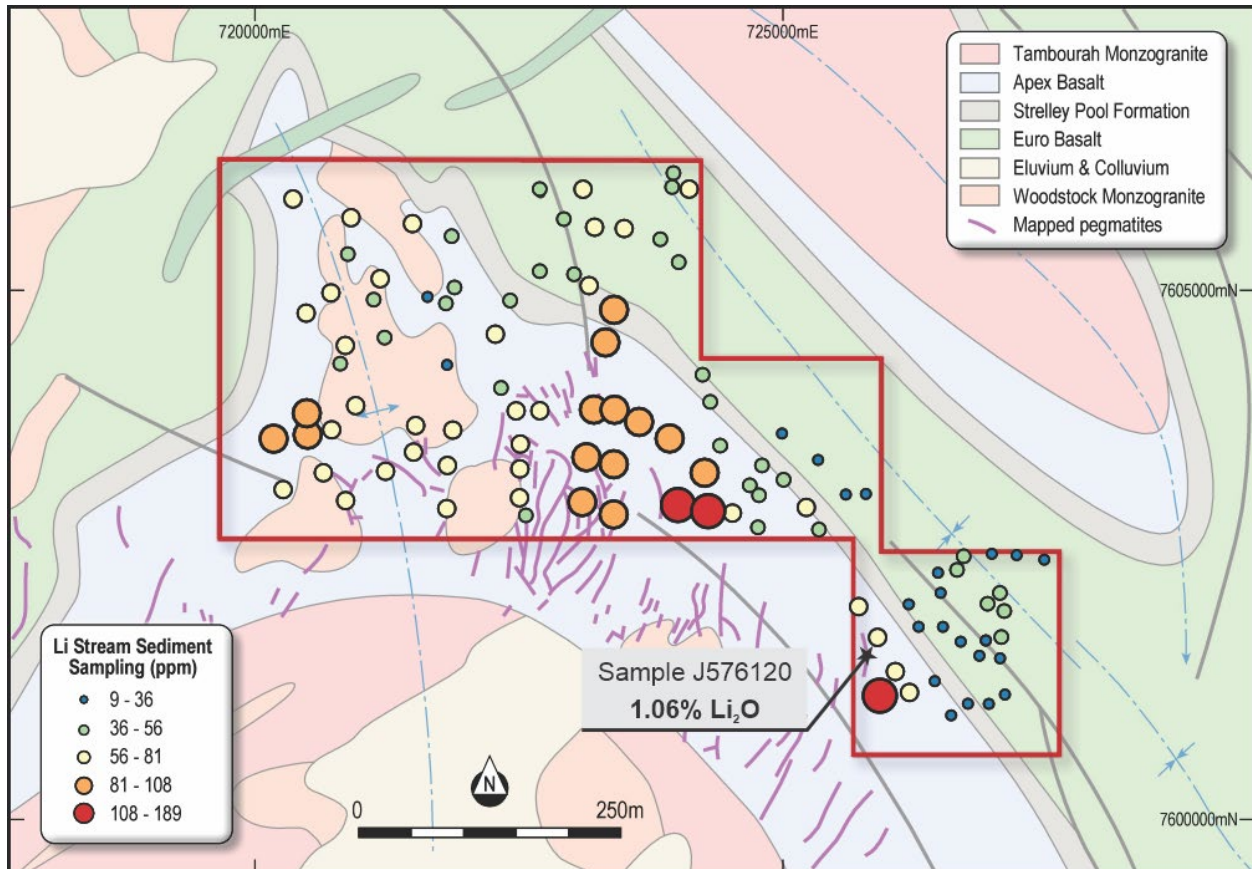 720000mE
725000mE
Tambourah Monzogranite
Apex Basalt
Strelley Pool Formation
Euro Basalt
Eluvium & Colluvium
Woodstock Monzogranite
Mapped pegmatites
7605000mN
Li Stream Sediment
Sampling (ppm)
9 - 36
36 - 56
56 - 81
81 - 108
108 - 189
Sample J576120
1.06% Li₂O
N
0
250m
7600000mN